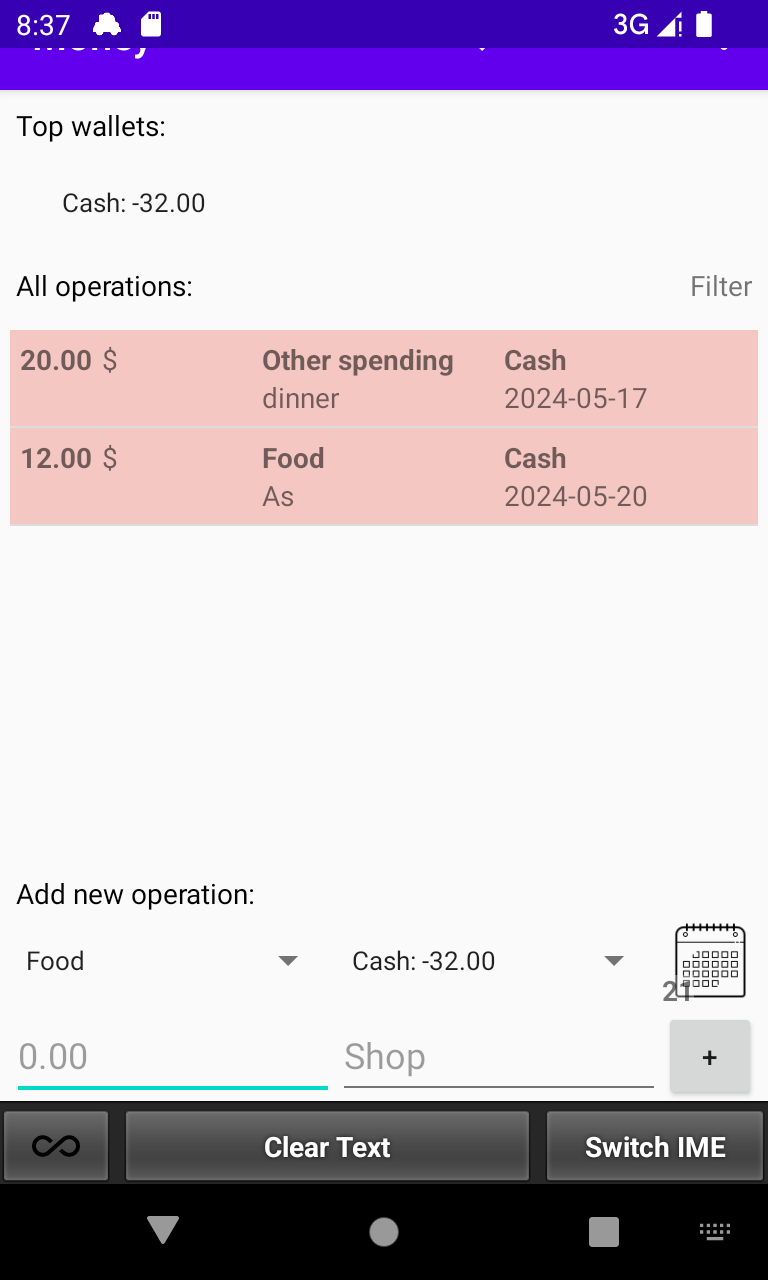 8:37 3G
Money
Top wallets:
Cash: -32.00
All operations: Filter
20.00 $ Other spending Cash
dinner 2024-05-17
12.00 $ Food Cash
As 2024-05-20
Add new operation:
Food Cash: -32.00
21
0.00 Shop +
Clear Text Switch IME